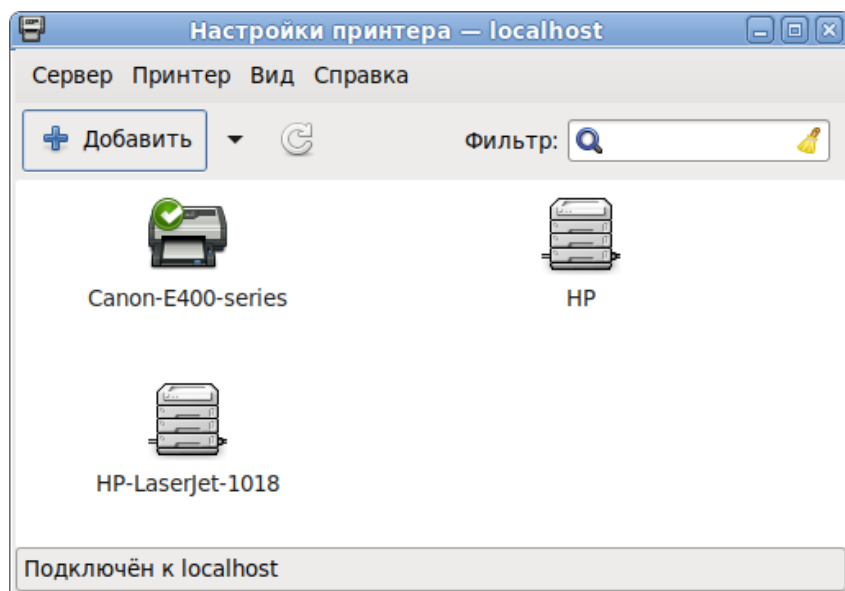 Настройки принтера — localhost
Сервер Принтер Вид Справка
Добавить Фильтр:
Canon-E400-series HP
HP-LaserJet-1018
Подключён к localhost